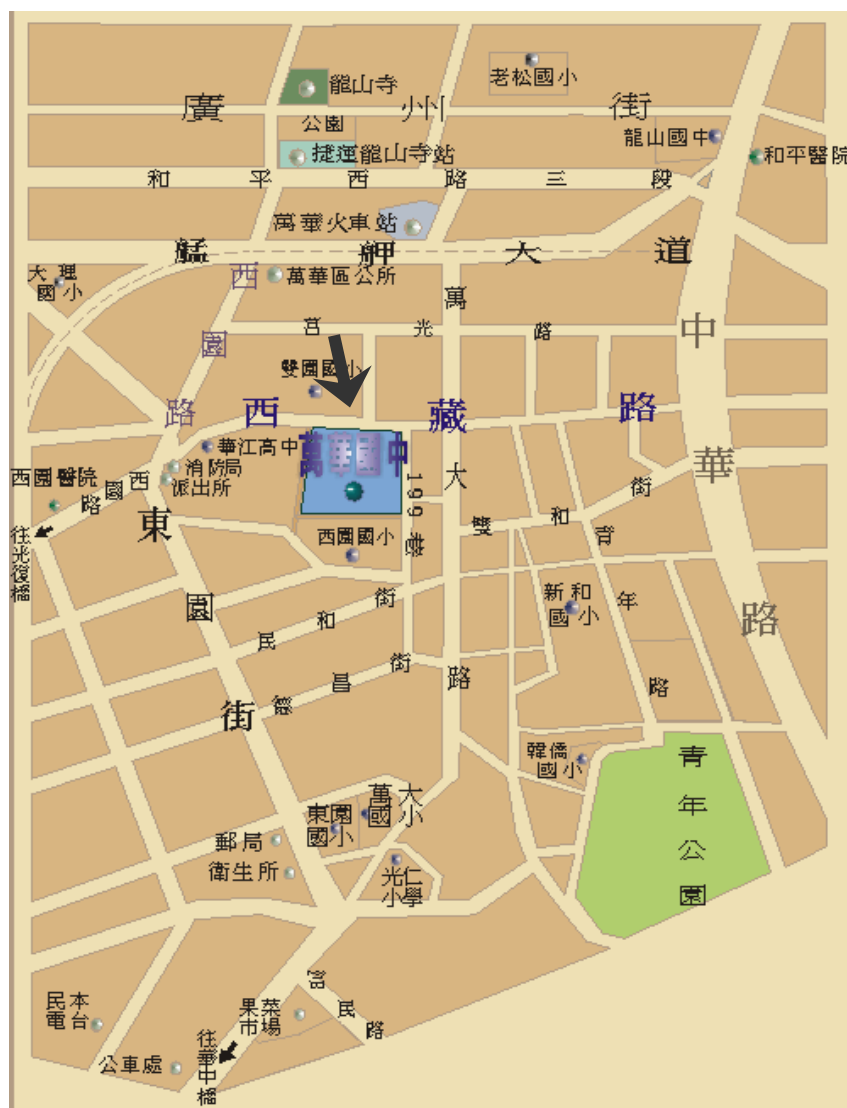 龍山寺
老松國小
廣州街
公園
龍山國中
捷運龍山寺站
和平醫院
和平西路三段
萬華火車站
艋舺大道
大理
國小
西園路
萬華區公所
萬大路
中華路
莒光路
雙園國小
西藏路
華江高中
萬華國中
消防局
派出所
西園醫院
西園路
199巷
雙和街
東園街
往光復橋
西園國小
青年路
新和
國小
民和街
德昌街
韓僑
國小
青年公園
萬大
國小
東園
國小
郵局
衛生所
光仁
小學
富民路
民本
電台
果菜
市場
往華中橋
公車處